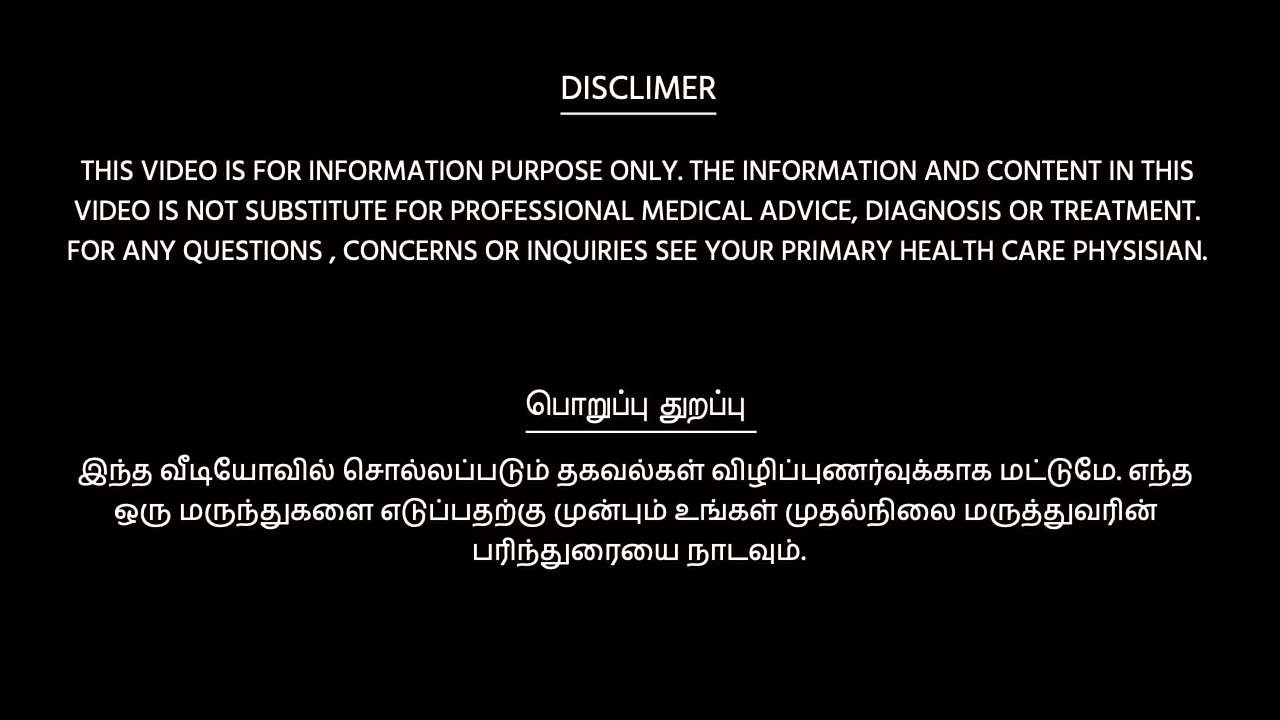 DISCLIMER
THIS VIDEO IS FOR INFORMATION PURPOSE ONLY. THE INFORMATION AND CONTENT IN THIS
VIDEO IS NOT SUBSTITUTE FOR PROFESSIONAL MEDICAL ADVICE, DIAGNOSIS OR TREATMENT.
FOR ANY QUESTIONS , CONCERNS OR INQUIRIES SEE YOUR PRIMARY HEALTH CARE PHYSISIAN.
பொறுப்பு துறப்பு
இந்த வீடியோவில் சொல்லப்படும் தகவல்கள் விழிப்புணர்வுக்காக மட்டுமே. எந்த
ஒரு மருந்துகளை எடுப்பதற்கு முன்பும் உங்கள் முதல்நிலை மருத்துவரின்
பரிந்துரையை நாடவும்.